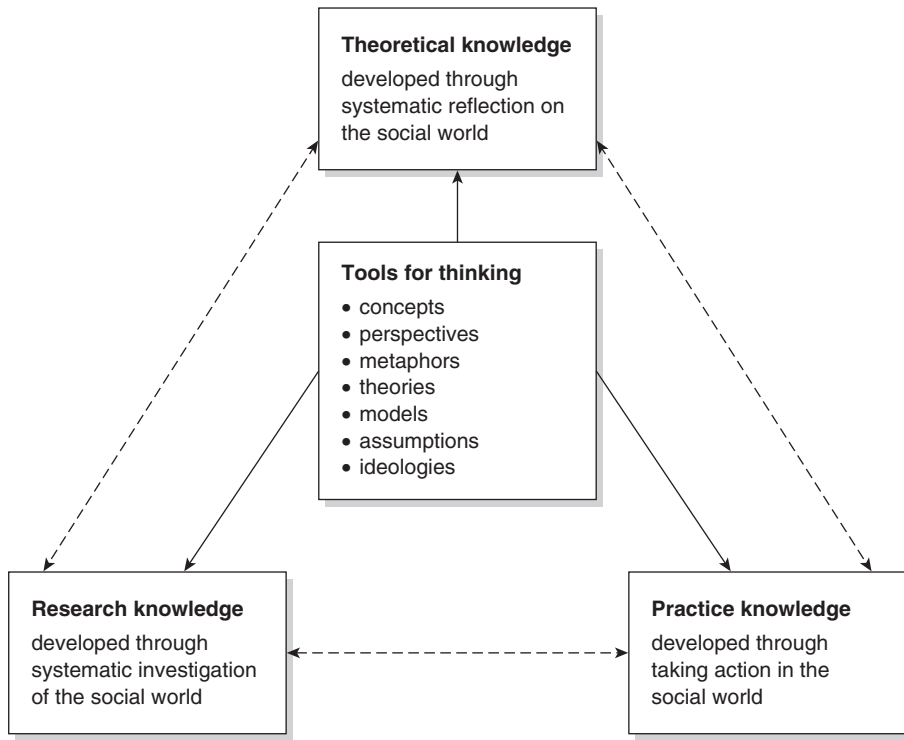 Theoretical knowledge
developed through
systematic reflection on
the social world
Tools for thinking
• concepts
• perspectives
• metaphors
• theories
• models
• assumptions
• ideologies
Research knowledge
developed through
systematic investigation
of the social world
Practice knowledge
developed through
taking action in the
social world